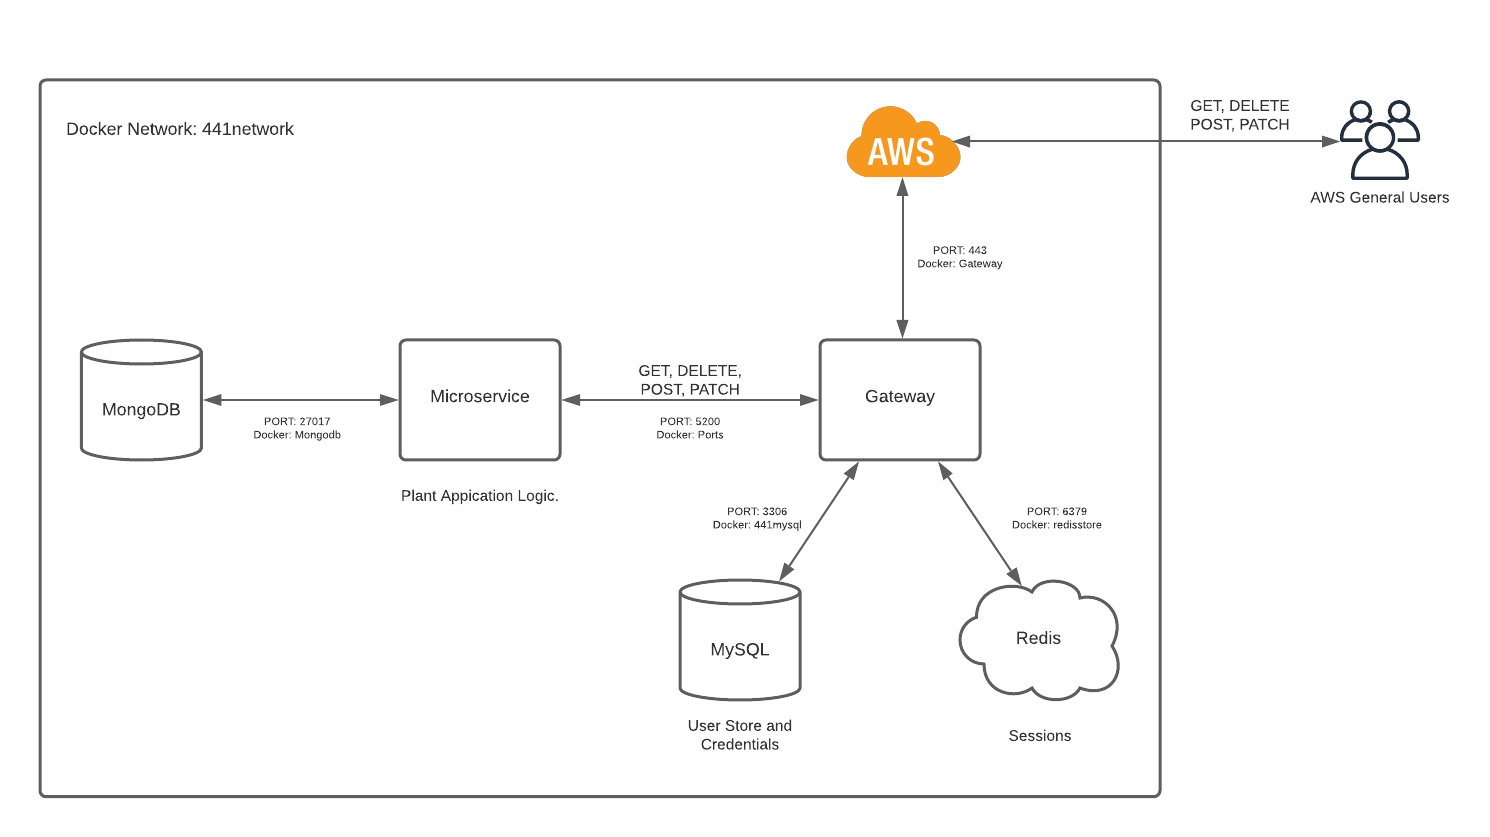 Docker Network: 441network
AWS
GET, DELETE
POST, PATCH
AWS General Users
PORT: 443
Docker: Gateway
MongoDB
PORT: 27017
Docker: Mongodb
Microservice
Plant Appication Logic.
GET, DELETE,
POST, PATCH
PORT: 5200
Docker: Ports
Gateway
PORT: 3306
Docker: 441mysql
PORT: 6379
Docker: redisstore
MySQL
User Store and
Credentials
Redis
Sessions